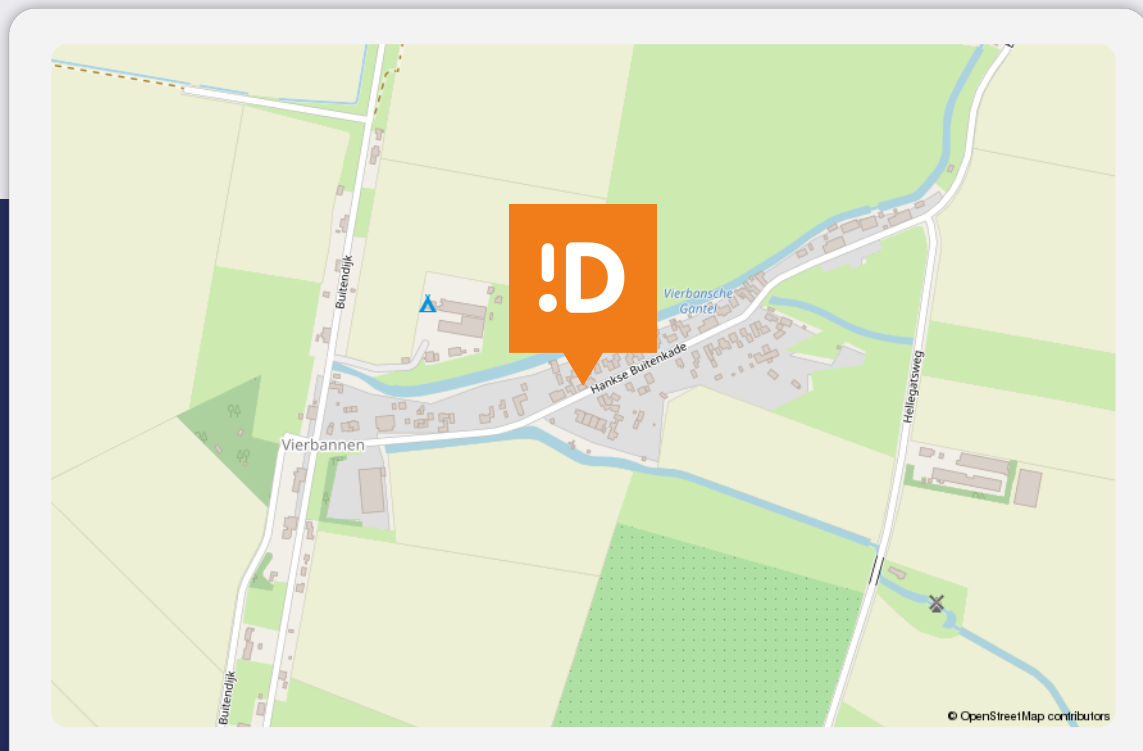 Buitendijk
!D
Vierbansche
Gantel
Hankse Buitenkade
Hellegatsweg
Vierbannen
Buitendijk
© OpenStreetMap contributors